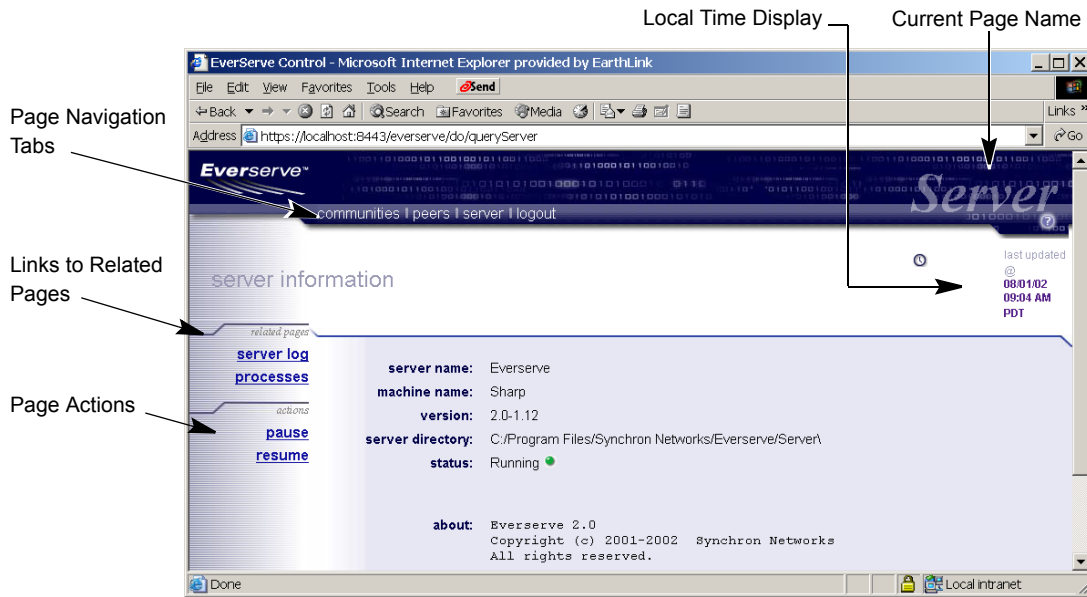 Local Time Display
Current Page Name
EverServe Control - Microsoft Internet Explorer provided by EarthLink
File Edit View Favorites Tools Help Send
Back Search Favorites Media Links »
Address https://localhost:8443/everserve/do/queryServer Go
Page Navigation
Tabs
Everserve™
Server
communities | peers | server | logout
?
Links to Related
Pages
server information
last updated
@
08/01/02
09:04 AM
PDT
related pages
server log
processes
Page Actions
actions
pause
resume
server name: Everserve
machine name: Sharp
version: 2.0-1.12
server directory: C:/Program Files/Synchron Networks/Everserve/Server\
status: Running
about: Everserve 2.0
Copyright (c) 2001-2002 Synchron Networks
All rights reserved.
Done
Local intranet